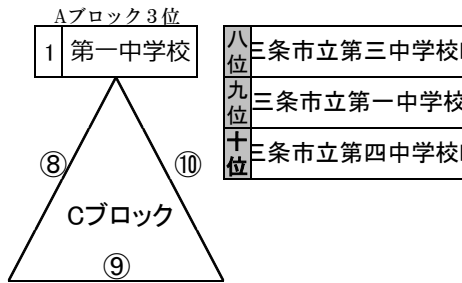 Aブロック3位
1 第一中学校
⑧ ⑩
Cブロック
⑨
八位 三条市立第三中学校
九位 三条市立第一中学校
十位 三条市立第四中学校